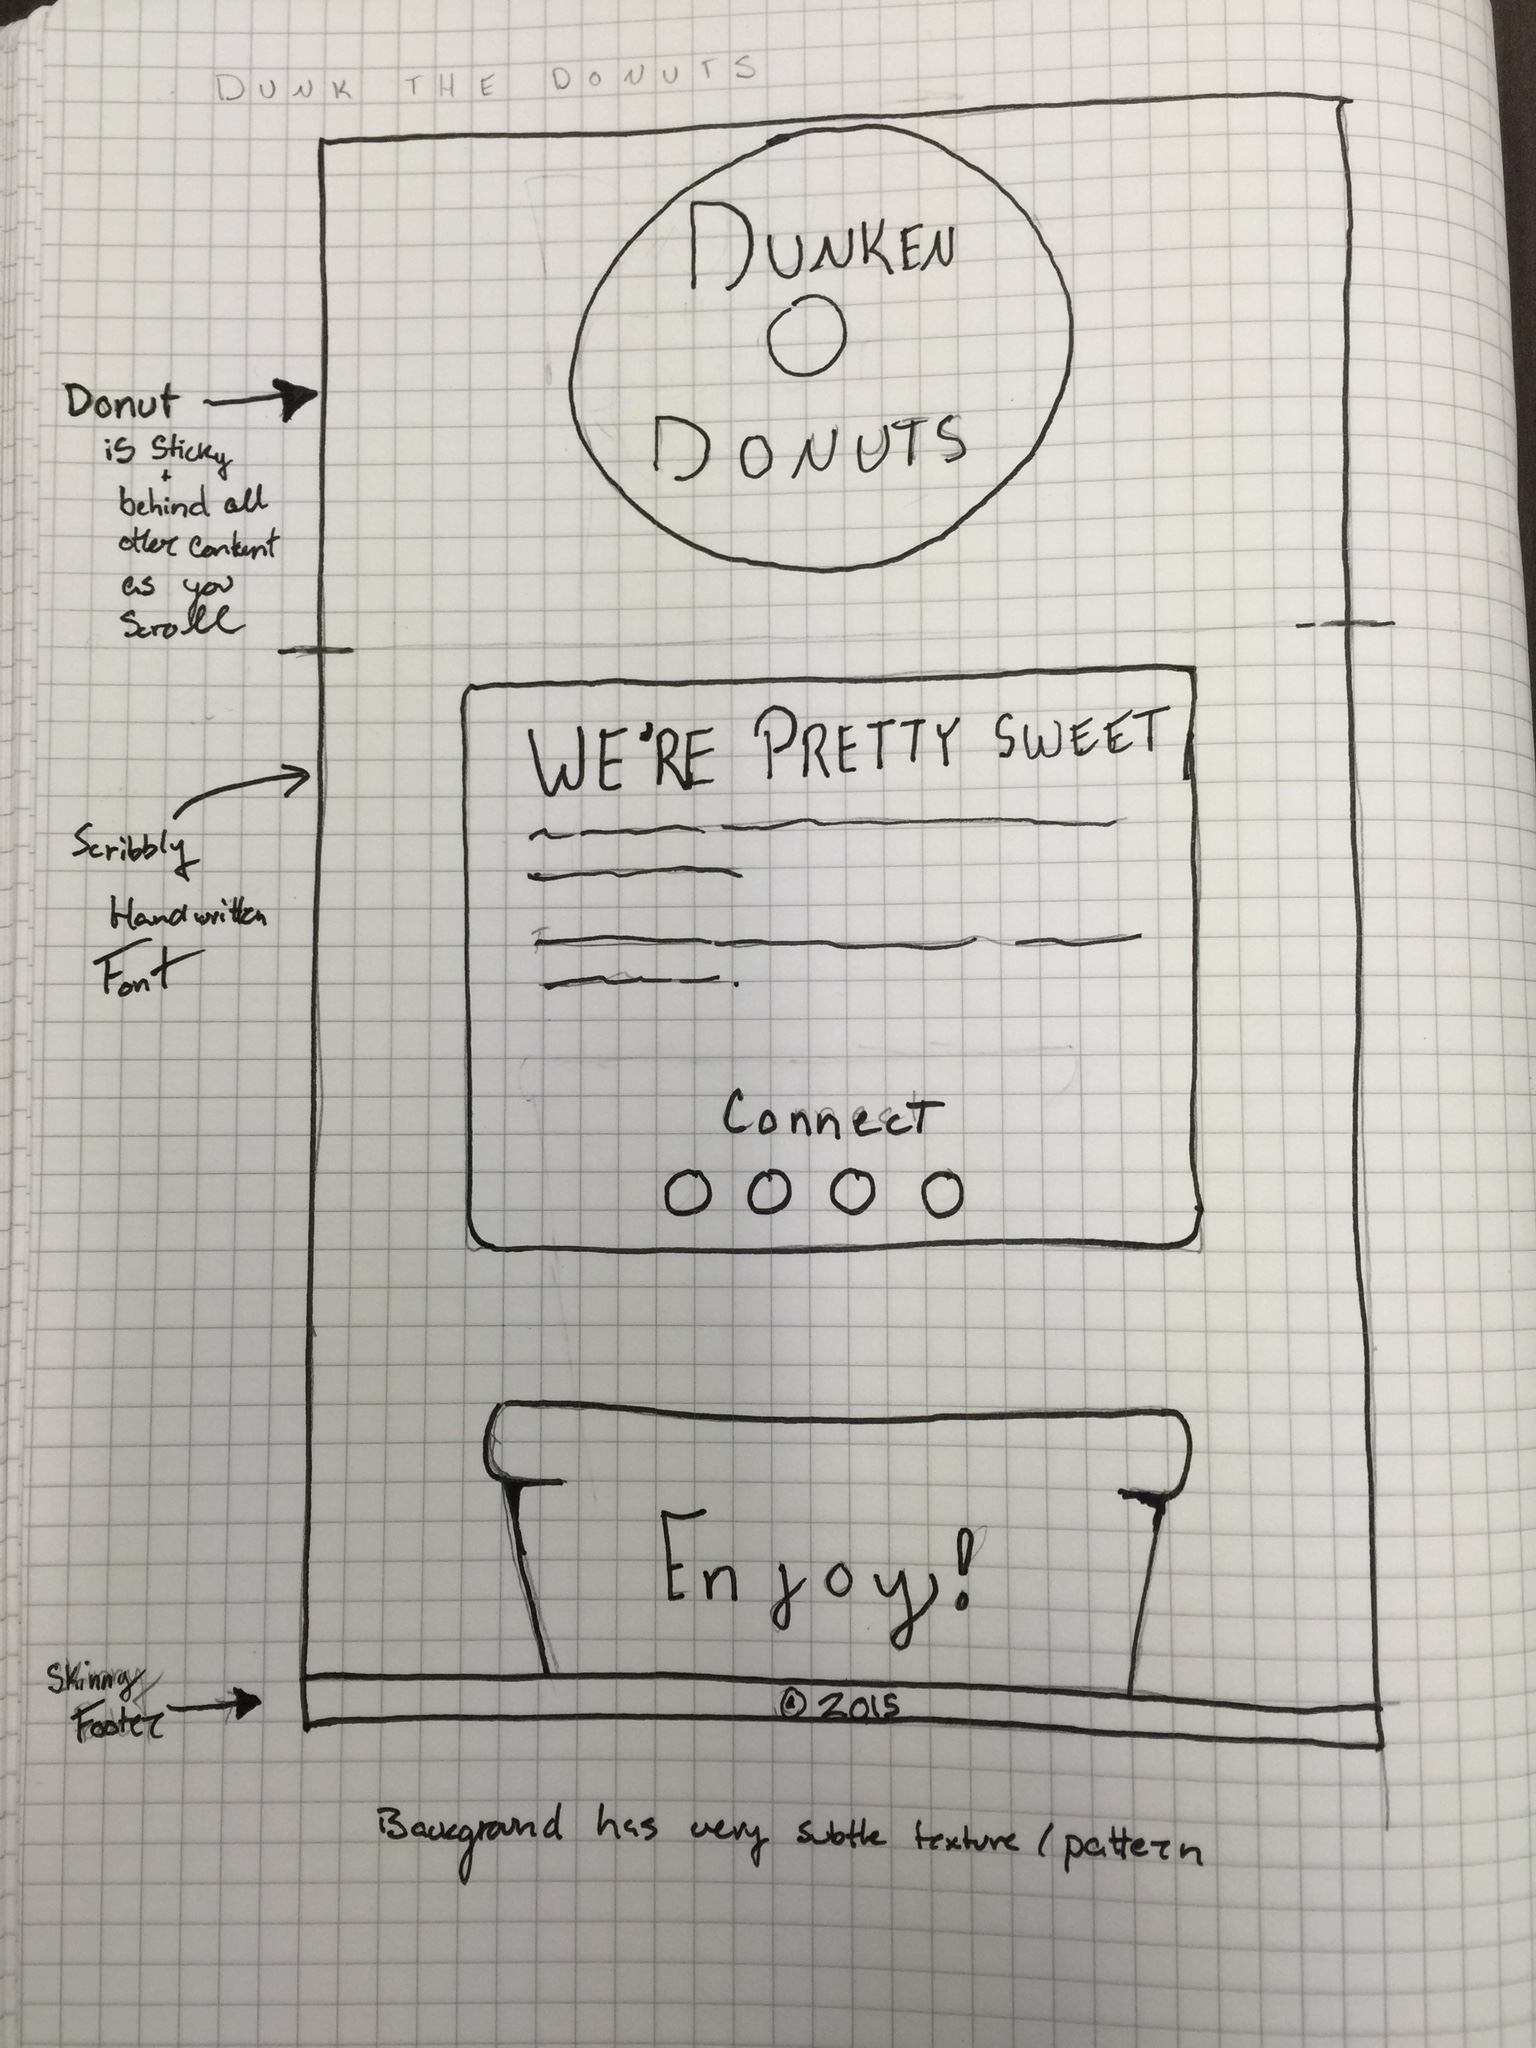 DUNK THE DONUTS
DUNKEN
DONUTS
Donut
is Sticky
+
behind all
other content
as you
Scroll
WE'RE PRETTY SWEET
Scribbly
Handwritten
Font
Connect
Enjoy!
Skinny
Footer
© 2015
Background has very subtle texture / pattern